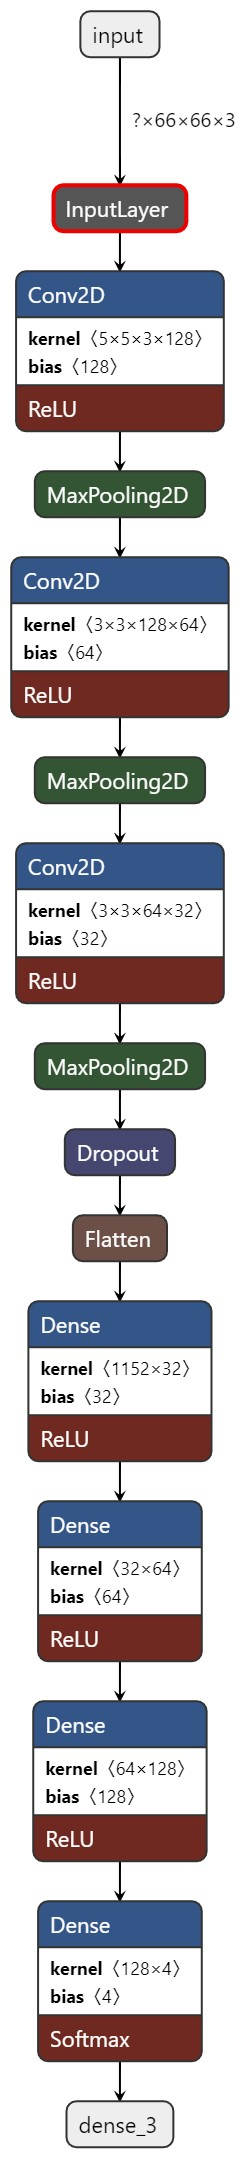 input
?×66×66×3
InputLayer
Conv2D
kernel〈5×5×3×128〉
bias〈128〉
ReLU
MaxPooling2D
Conv2D
kernel〈3×3×128×64〉
bias〈64〉
ReLU
MaxPooling2D
Conv2D
kernel〈3×3×64×32〉
bias〈32〉
ReLU
MaxPooling2D
Dropout
Flatten
Dense
kernel〈1152×32〉
bias〈32〉
ReLU
Dense
kernel〈32×64〉
bias〈64〉
ReLU
Dense
kernel〈64×128〉
bias〈128〉
ReLU
Dense
kernel〈128×4〉
bias〈4〉
Softmax
dense_3